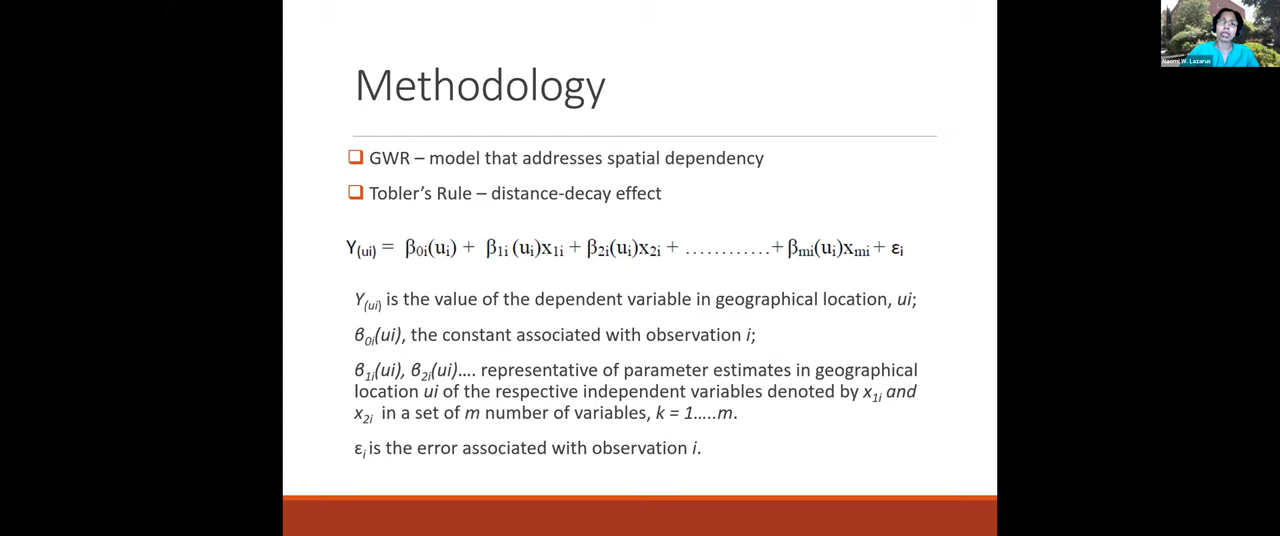 Methodology
Naomi W. Lazarus
❑ GWR – model that addresses spatial dependency
❑ Tobler's Rule – distance-decay effect
Y(ui) = β0i(ui) + β1i (ui)x1i + β2i(ui)x2i + ............+ βmi(ui)xmi + εi
Y(ui) is the value of the dependent variable in geographical location, ui;
β0i(ui), the constant associated with observation i;
β1i(ui), β2i(ui).... representative of parameter estimates in geographical
location ui of the respective independent variables denoted by x1i and
x2i in a set of m number of variables, k = 1.....m.
εi is the error associated with observation i.